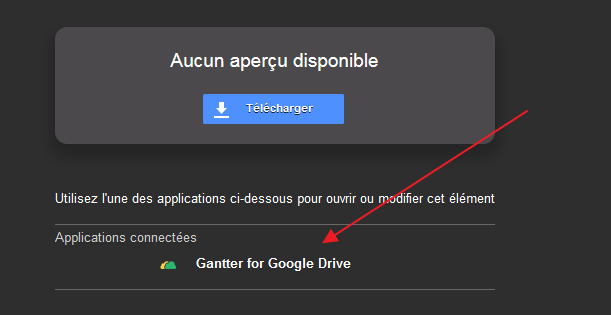 Aucun aperçu disponible
Télécharger
Utilisez l'une des applications ci-dessous pour ouvrir ou modifier cet élément
Applications connectées
Gantter for Google Drive